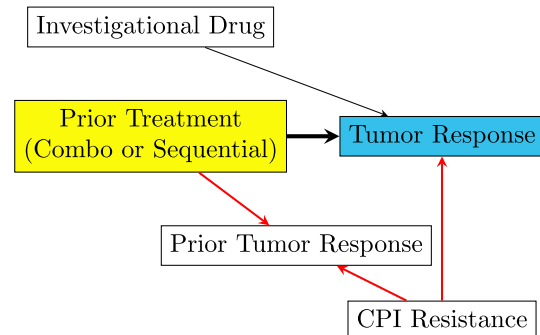 Investigational Drug
Prior Treatment
(Combo or Sequential)
Tumor Response
Prior Tumor Response
CPI Resistance